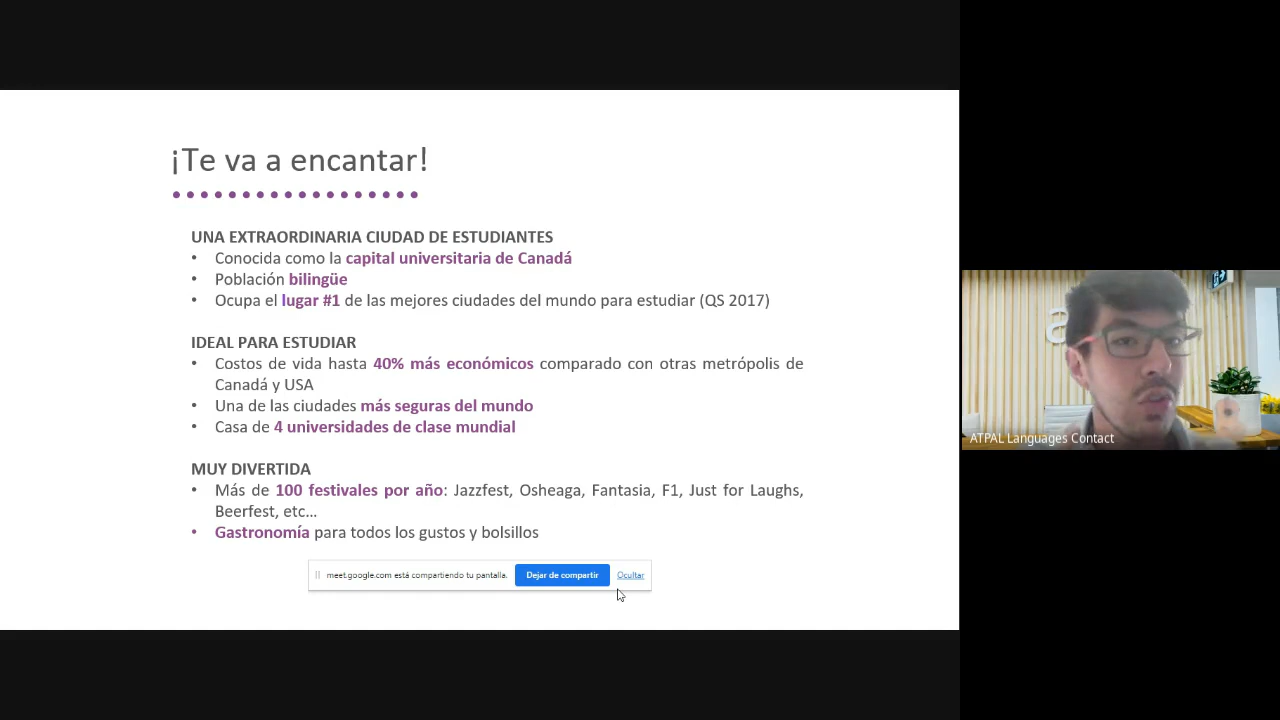 ¡Te va a encantar!
UNA EXTRAORDINARIA CIUDAD DE ESTUDIANTES
• Conocida como la capital universitaria de Canadá
• Población bilingüe
• Ocupa el lugar #1 de las mejores ciudades del mundo para estudiar (QS 2017)
IDEAL PARA ESTUDIAR
• Costos de vida hasta 40% más económicos comparado con otras metrópolis de
Canadá y USA
• Una de las ciudades más seguras del mundo
• Casa de 4 universidades de clase mundial
MUY DIVERTIDA
• Más de 100 festivales por año: Jazzfest, Osheaga, Fantasia, F1, Just for Laughs,
Beerfest, etc…
• Gastronomía para todos los gustos y bolsillos
meet.google.com está compartiendo tu pantalla. Dejar de compartir Ocultar
ATPAL Languages Contact